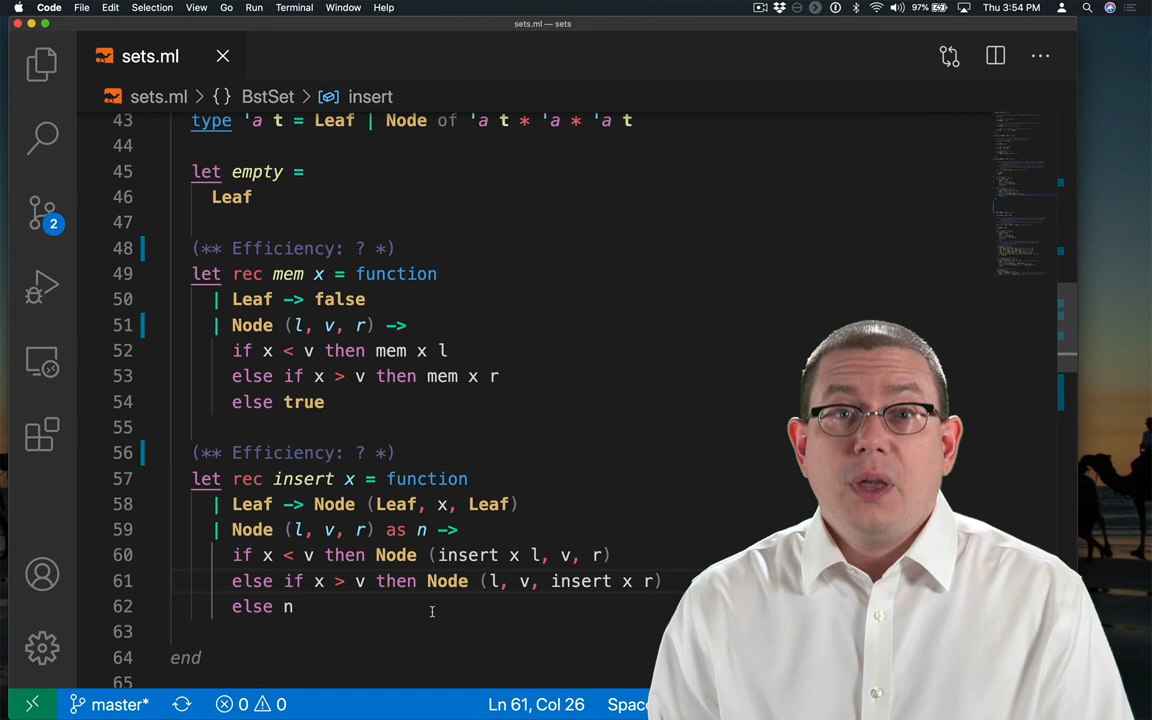 Code File Edit Selection View Go Run Terminal Window Help 97% Thu 3:54 PM
sets.ml — sets
sets.ml
sets.ml > {} BstSet > insert
43 type 'a t = Leaf | Node of 'a t * 'a * 'a t
44
45 let empty =
46 Leaf
47
48 (** Efficiency: ? *)
49 let rec mem x = function
50 | Leaf -> false
51 | Node (l, v, r) ->
52 if x < v then mem x l
53 else if x > v then mem x r
54 else true
55
56 (** Efficiency: ? *)
57 let rec insert x = function
58 | Leaf -> Node (Leaf, x, Leaf)
59 | Node (l, v, r) as n ->
60 if x < v then Node (insert x l, v, r)
61 else if x > v then Node (l, v, insert x r)
62 else n
63
64 end
65
2
master* 0 0 Ln 61, Col 26